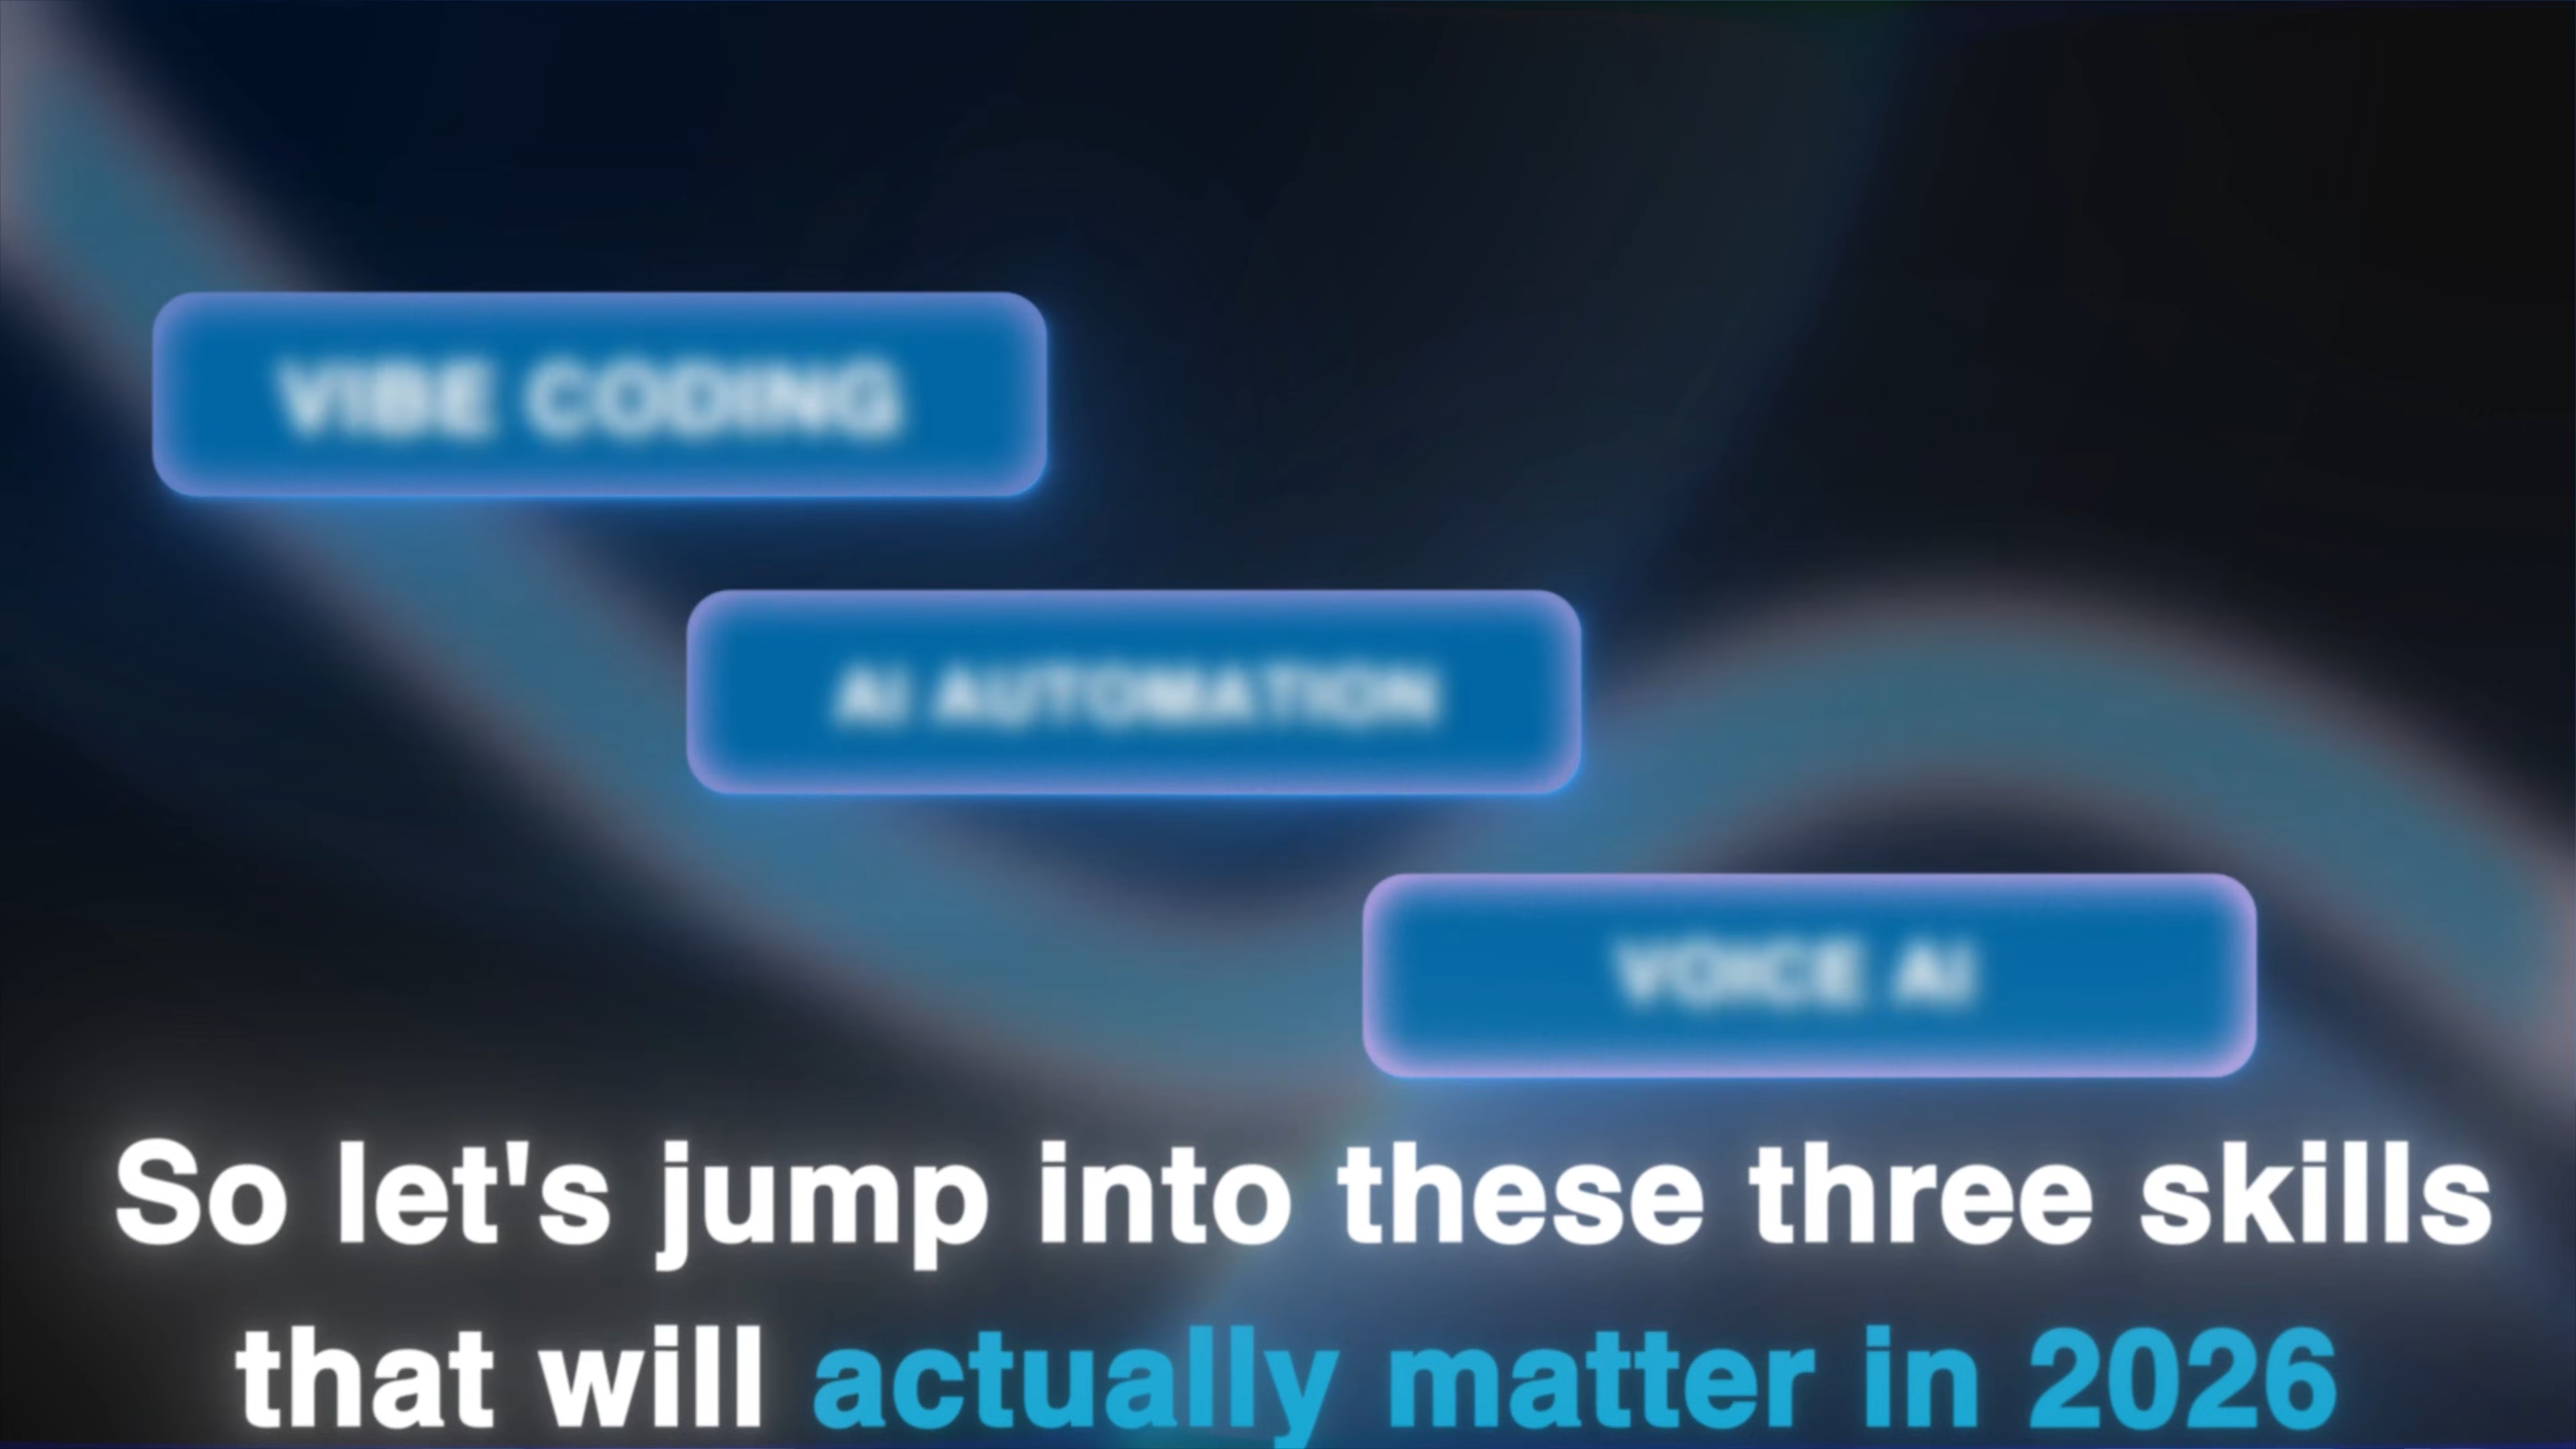 VIBE CODING
AI AUTOMATION
VOICE AI
So let's jump into these three skills
that will actually matter in 2026